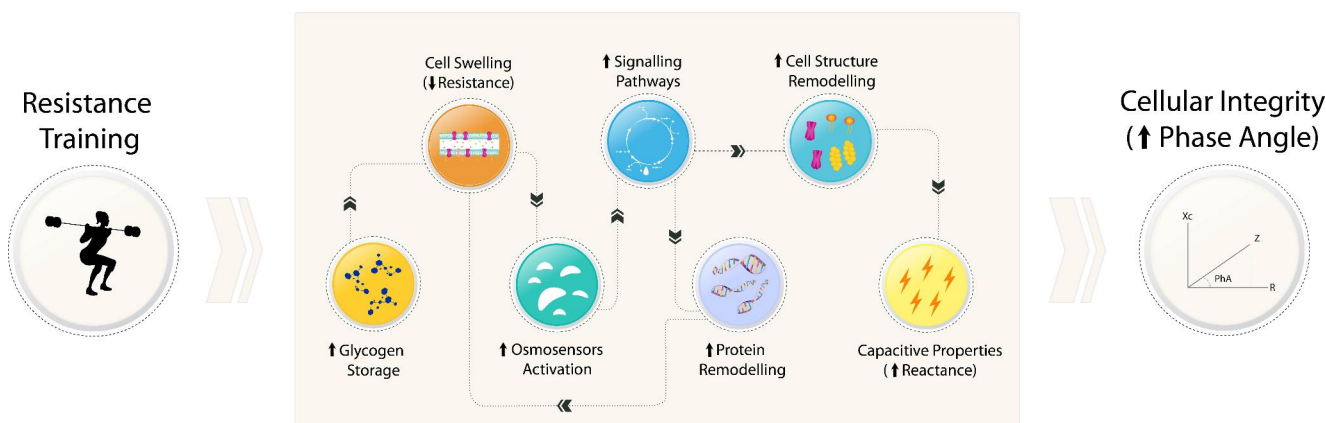 Resistance
Training
Cell Swelling
(⬇Resistance)
⬆ Signalling
Pathways
⬆ Cell Structure
Remodelling
⬆ Glycogen
Storage
⬆ Osmosensors
Activation
⬆ Protein
Remodelling
Capacitive Properties
(⬆ Reactance)
Cellular Integrity
(⬆ Phase Angle)
Xc
Z
PhA
R